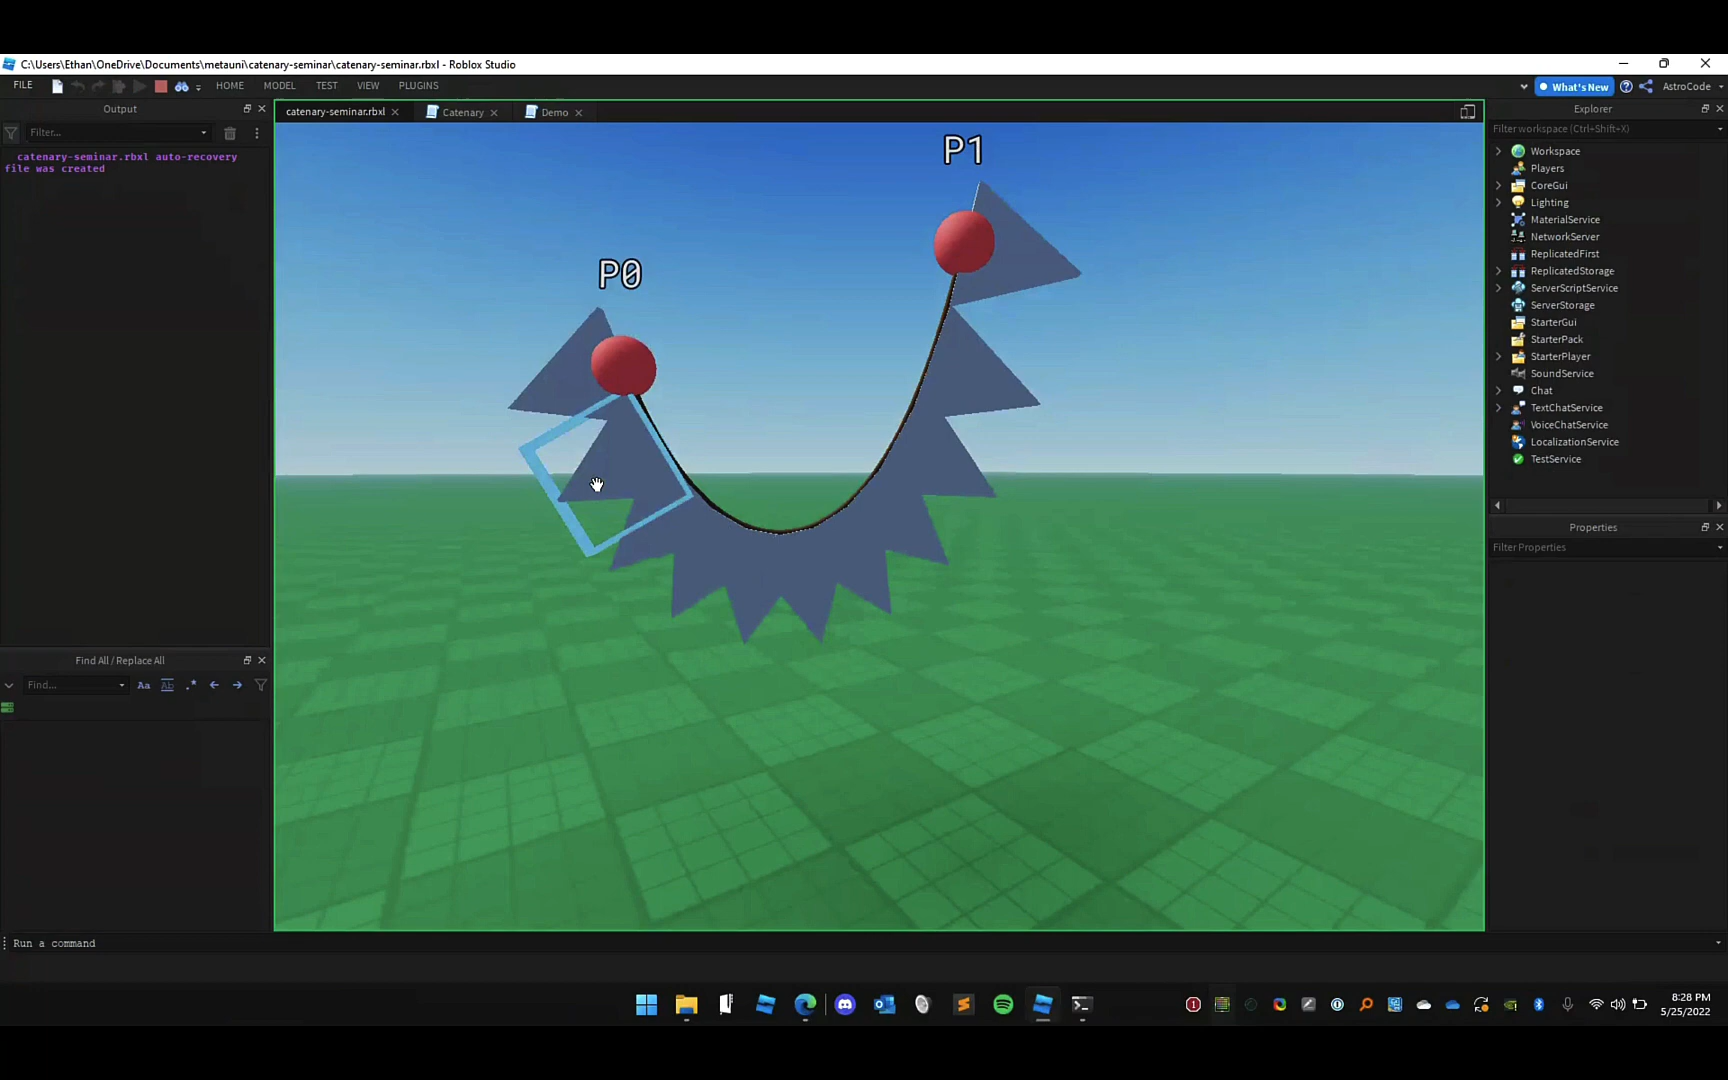 C:\Users\Ethan\OneDrive\Documents\metauni\catenary-seminar\catenary-seminar.rbxl - Roblox Studio
FILE
HOME
MODEL
TEST
VIEW
PLUGINS
What's New
AstroCode
Output
Filter...
catenary-seminar.rbxl auto-recovery
file was created
catenary-seminar.rbxl
Catenary
Demo
P1
P0
Explorer
Filter workspace (Ctrl+Shift+X)
Workspace
Players
CoreGui
Lighting
MaterialService
NetworkServer
ReplicatedFirst
ReplicatedStorage
ServerScriptService
ServerStorage
StarterGui
StarterPack
StarterPlayer
SoundService
Chat
TextChatService
VoiceChatService
LocalizationService
TestService
Properties
Filter Properties
Find All / Replace All
Find...
Aa
Ab
.*
Run a command
8:28 PM
5/25/2022